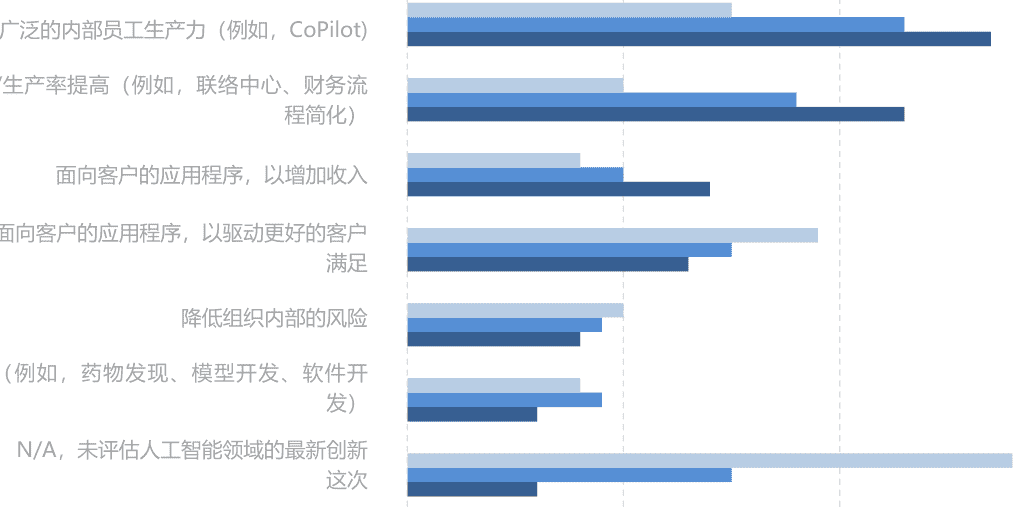 广泛的内部员工生产力（例如，CoPilot)
/生产率提高（例如，联络中心、财务流
程简化）
面向客户的应用程序，以增加收入
面向客户的应用程序，以驱动更好的客户
满足
降低组织内部的风险
（例如，药物发现、模型开发、软件开
发）
N/A，未评估人工智能领域的最新创新
这次